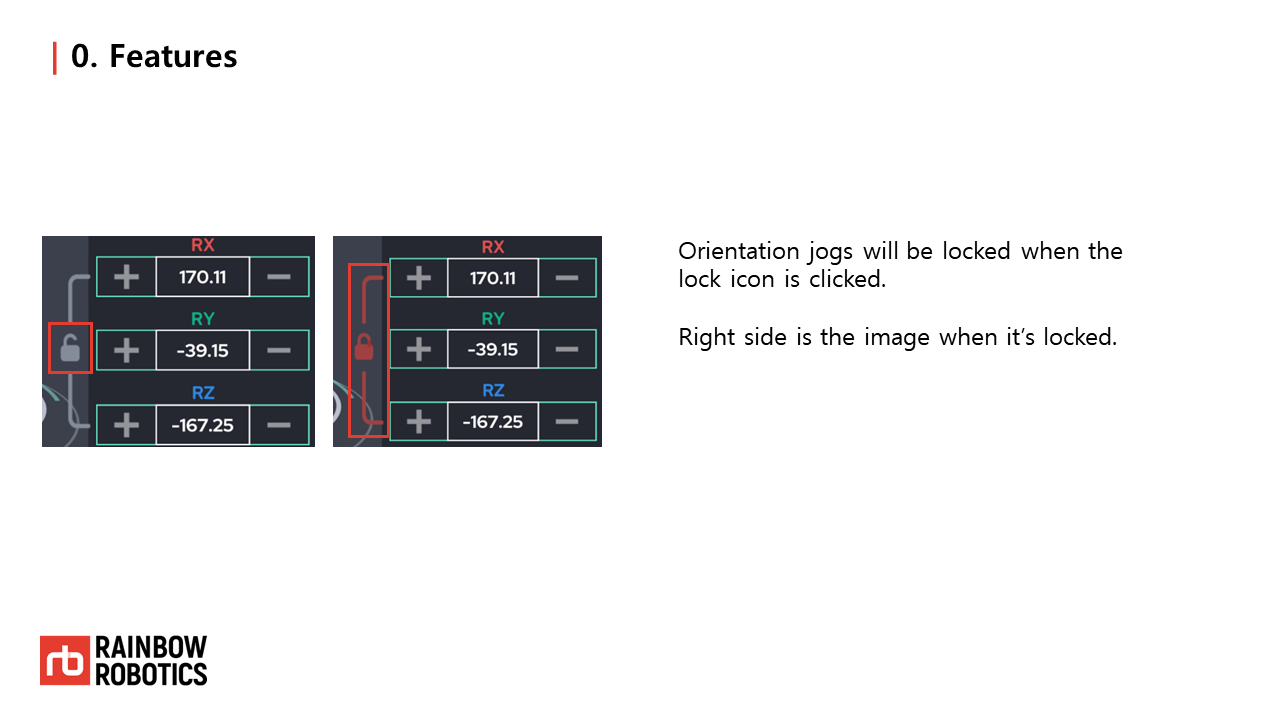 0. Features
RX
170.11
RY
-39.15
RZ
-167.25
RX
170.11
RY
-39.15
RZ
-167.25
Orientation jogs will be locked when the
lock icon is clicked.
Right side is the image when it’s locked.
rb
RAINBOW
ROBOTICS